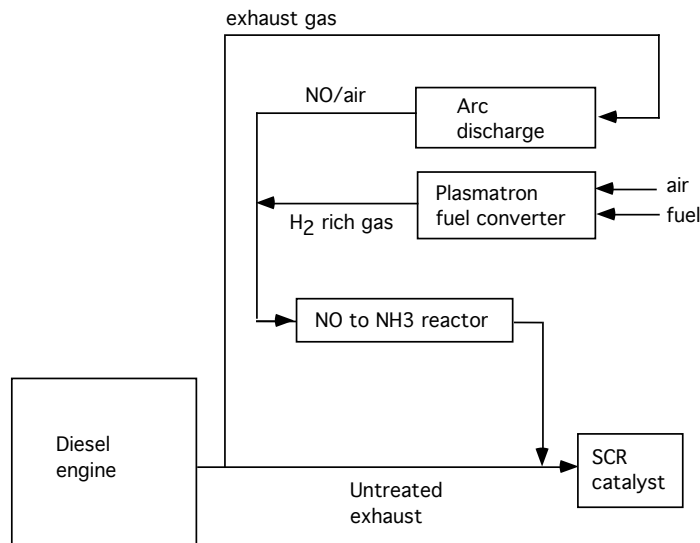 exhaust gas
NO/air
Arc
discharge
Plasmatron
fuel converter
air
fuel
H2 rich gas
NO to NH3 reactor
Diesel
engine
SCR
catalyst
Untreated
exhaust